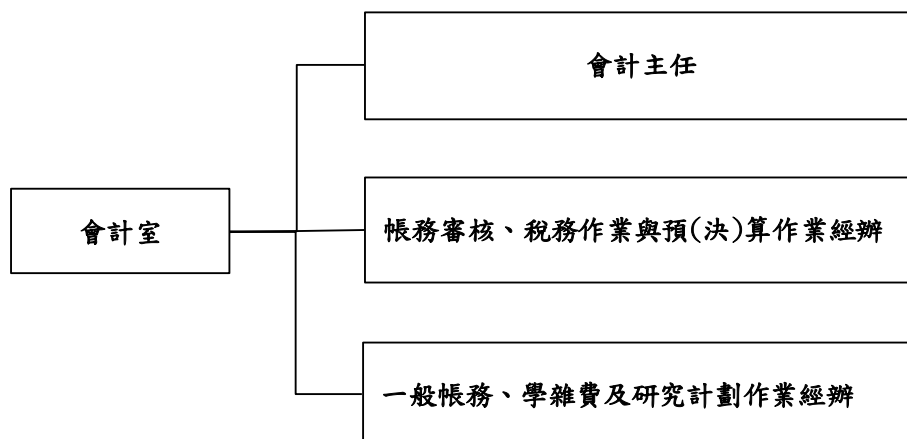 會計主任
會計室
帳務審核、稅務作業與預(決)算作業經辦
一般帳務、學雜費及研究計劃作業經辦